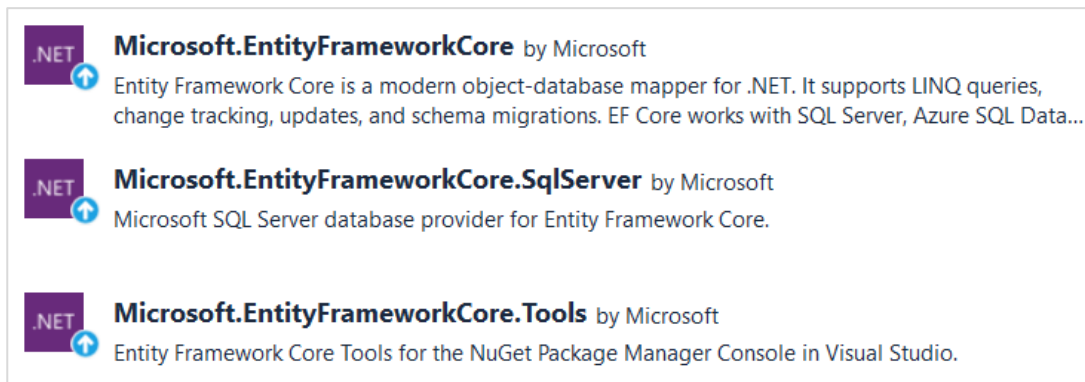 .NET
Microsoft.EntityFrameworkCore by Microsoft
Entity Framework Core is a modern object-database mapper for .NET. It supports LINQ queries,
change tracking, updates, and schema migrations. EF Core works with SQL Server, Azure SQL Data...
.NET
Microsoft.EntityFrameworkCore.SqlServer by Microsoft
Microsoft SQL Server database provider for Entity Framework Core.
.NET
Microsoft.EntityFrameworkCore.Tools by Microsoft
Entity Framework Core Tools for the NuGet Package Manager Console in Visual Studio.